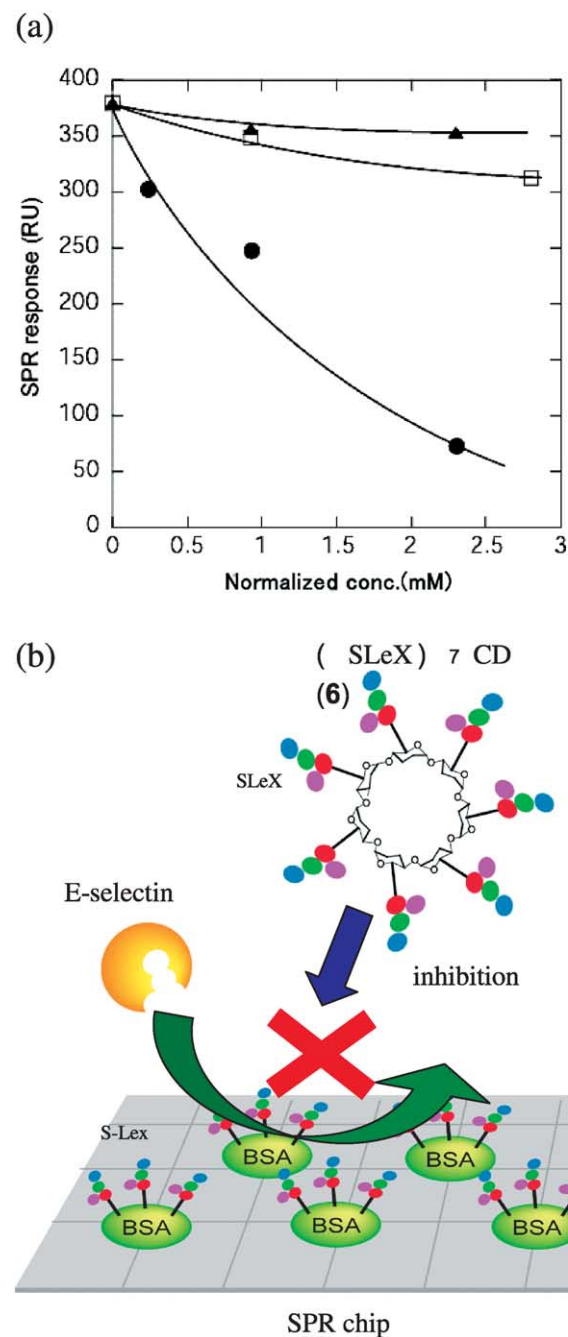 (a)
400
350
300
250
200
150
100
50
0
SPR response (RU)
0 0.5 1 1.5 2 2.5 3
Normalized conc.(mM)
(b)
( SLeX) 7 CD
(6)
SLeX
E-selectin
inhibition
S-Lex
BSA
BSA
BSA
BSA
BSA
SPR chip